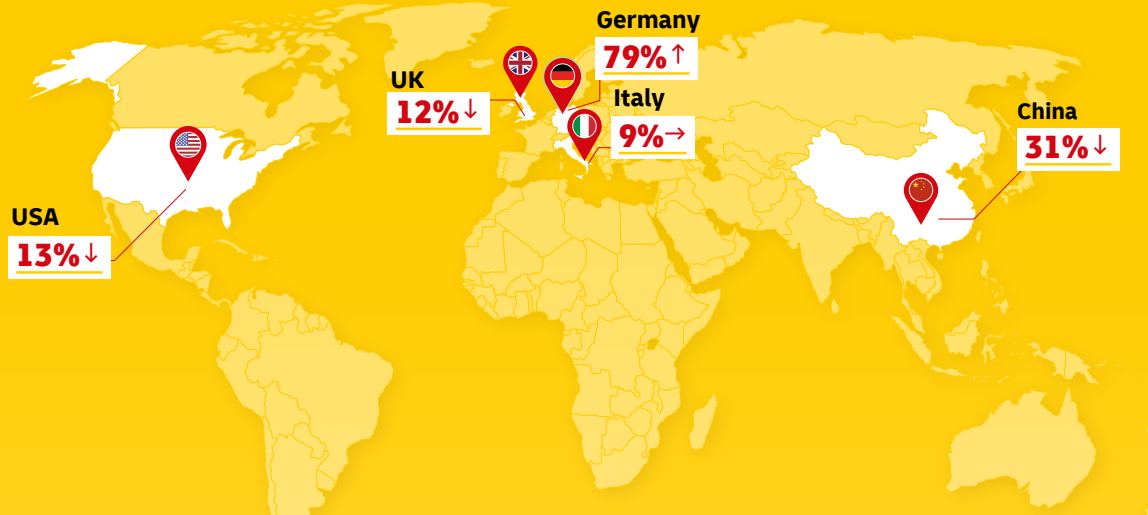 Germany
79%↑
UK
12%↓
Italy
9%→
China
31%↓
USA
13%↓